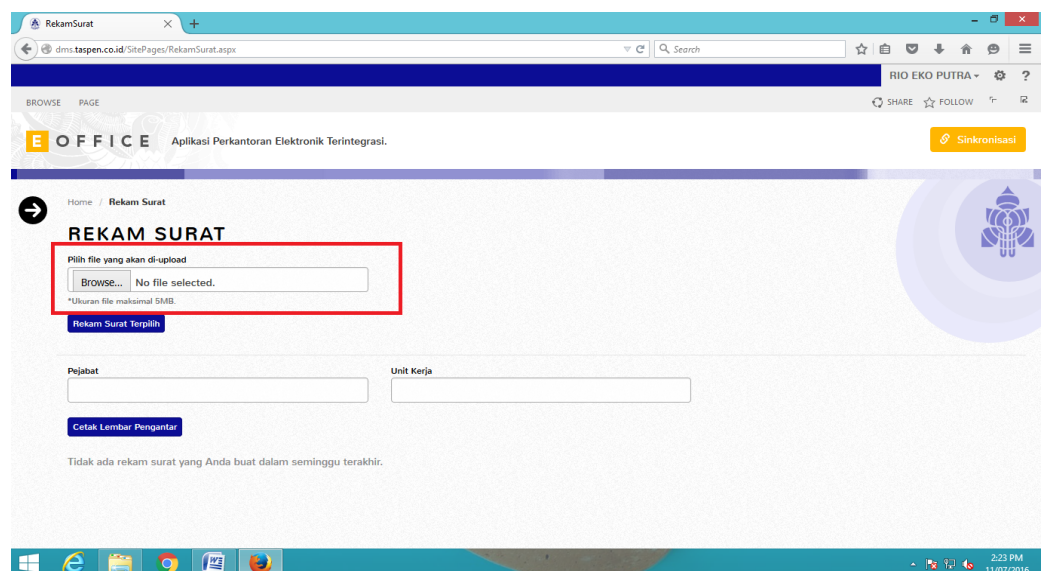 RekamSurat
dms.taspen.co.id/SitePages/RekamSurat.aspx
Search
RIO EKO PUTRA
?
BROWSE PAGE
SHARE FOLLOW
E OFFICE Aplikasi Perkantoran Elektronik Terintegrasi.
Sinkronisasi
Home / Rekam Surat
REKAM SURAT
Pilih file yang akan di-upload
Browse... No file selected.
*Ukuran file maksimal 5MB.
Rekam Surat Terpilih
Pejabat Unit Kerja
Cetak Lembar Pengantar
Tidak ada rekam surat yang Anda buat dalam seminggu terakhir.
2:23 PM
11/07/2016